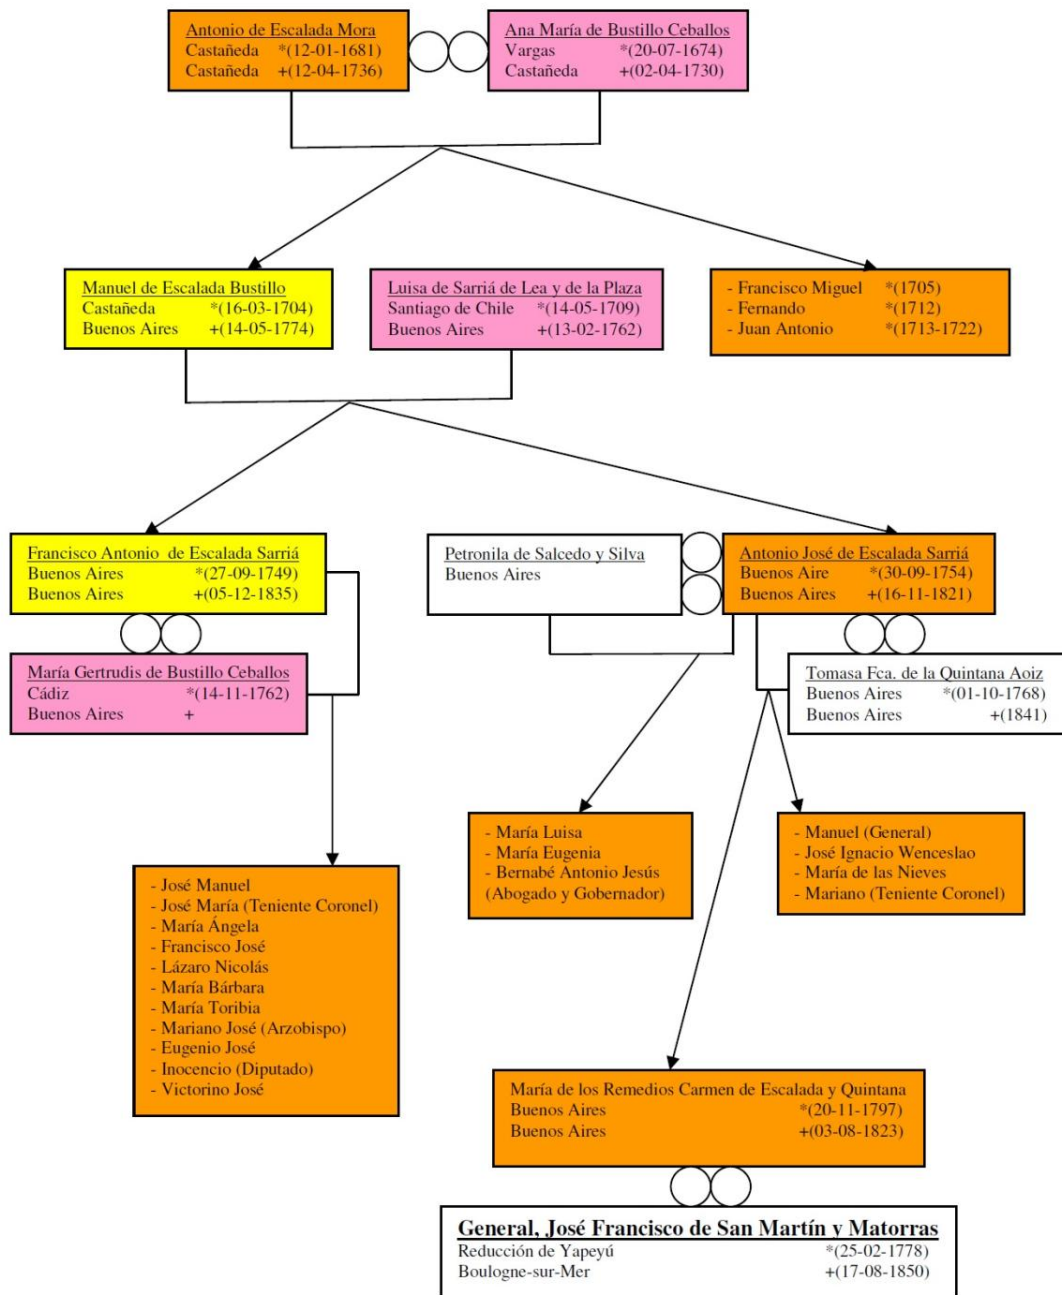 Antonio de Escalada Mora
Castañeda *(12-01-1681)
Castañeda +(12-04-1736)
Ana María de Bustillo Ceballos
Vargas *(20-07-1674)
Castañeda +(02-04-1730)
Manuel de Escalada Bustillo
Castañeda *(16-03-1704)
Buenos Aires +(14-05-1774)
Luisa de Sarriá de Lea y de la Plaza
Santiago de Chile *(14-05-1709)
Buenos Aires +(13-02-1762)
- Francisco Miguel *(1705)
- Fernando *(1712)
- Juan Antonio *(1713-1722)
Francisco Antonio de Escalada Sarriá
Buenos Aires *(27-09-1749)
Buenos Aires +(05-12-1835)
María Gertrudis de Bustillo Ceballos
Cádiz *(14-11-1762)
Buenos Aires +
Petronila de Salcedo y Silva
Buenos Aires
Antonio José de Escalada Sarriá
Buenos Aire *(30-09-1754)
Buenos Aires +(16-11-1821)
Tomasa Fca. de la Quintana Aoiz
Buenos Aires *(01-10-1768)
Buenos Aires +(1841)
- José Manuel
- José María (Teniente Coronel)
- María Ángela
- Francisco José
- Lázaro Nicolás
- María Bárbara
- María Toribia
- Mariano José (Arzobispo)
- Eugenio José
- Inocencio (Diputado)
- Victorino José
- María Luisa
- María Eugenia
- Bernabé Antonio Jesús
(Abogado y Gobernador)
- Manuel (General)
- José Ignacio Wenceslao
- María de las Nieves
- Mariano (Teniente Coronel)
María de los Remedios Carmen de Escalada y Quintana
Buenos Aires *(20-11-1797)
Buenos Aires +(03-08-1823)
General, José Francisco de San Martín y Matorras
Reducción de Yapeyú *(25-02-1778)
Boulogne-sur-Mer +(17-08-1850)